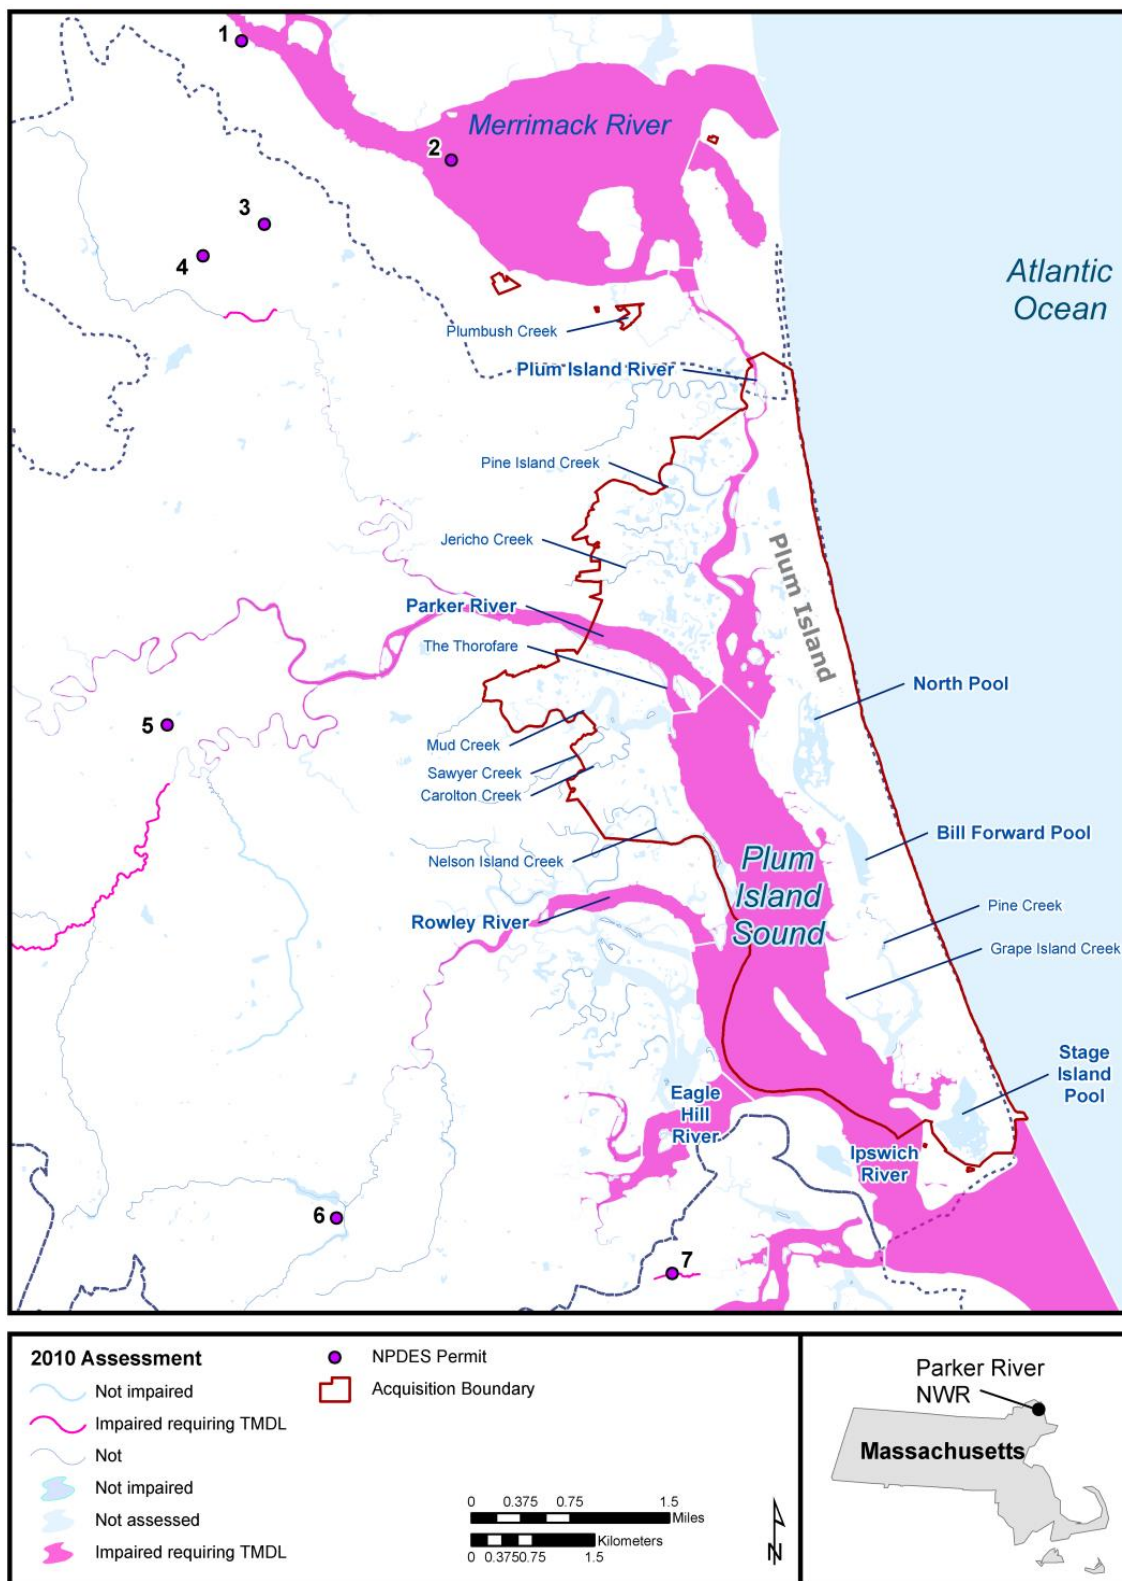 1
Merrimack River
2
3
4
Atlantic
Ocean
Plumbush Creek
Plum Island River
Pine Island Creek
Jericho Creek
Plum Island
Parker River
The Thorofare
North Pool
5
Mud Creek
Sawyer Creek
Carolton Creek
Bill Forward Pool
Nelson Island Creek
Plum
Island
Sound
Pine Creek
Rowley River
Grape Island Creek
Stage
Island
Pool
Eagle
Hill
River
Ipswich
River
6
7
2010 Assessment
Not impaired
Impaired requiring TMDL
Not
Not impaired
Not assessed
Impaired requiring TMDL
NPDES Permit
Acquisition Boundary
0 0.375 0.75 1.5
Miles
Kilometers
0 0.3750.75 1.5
N
Parker River
NWR
Massachusetts